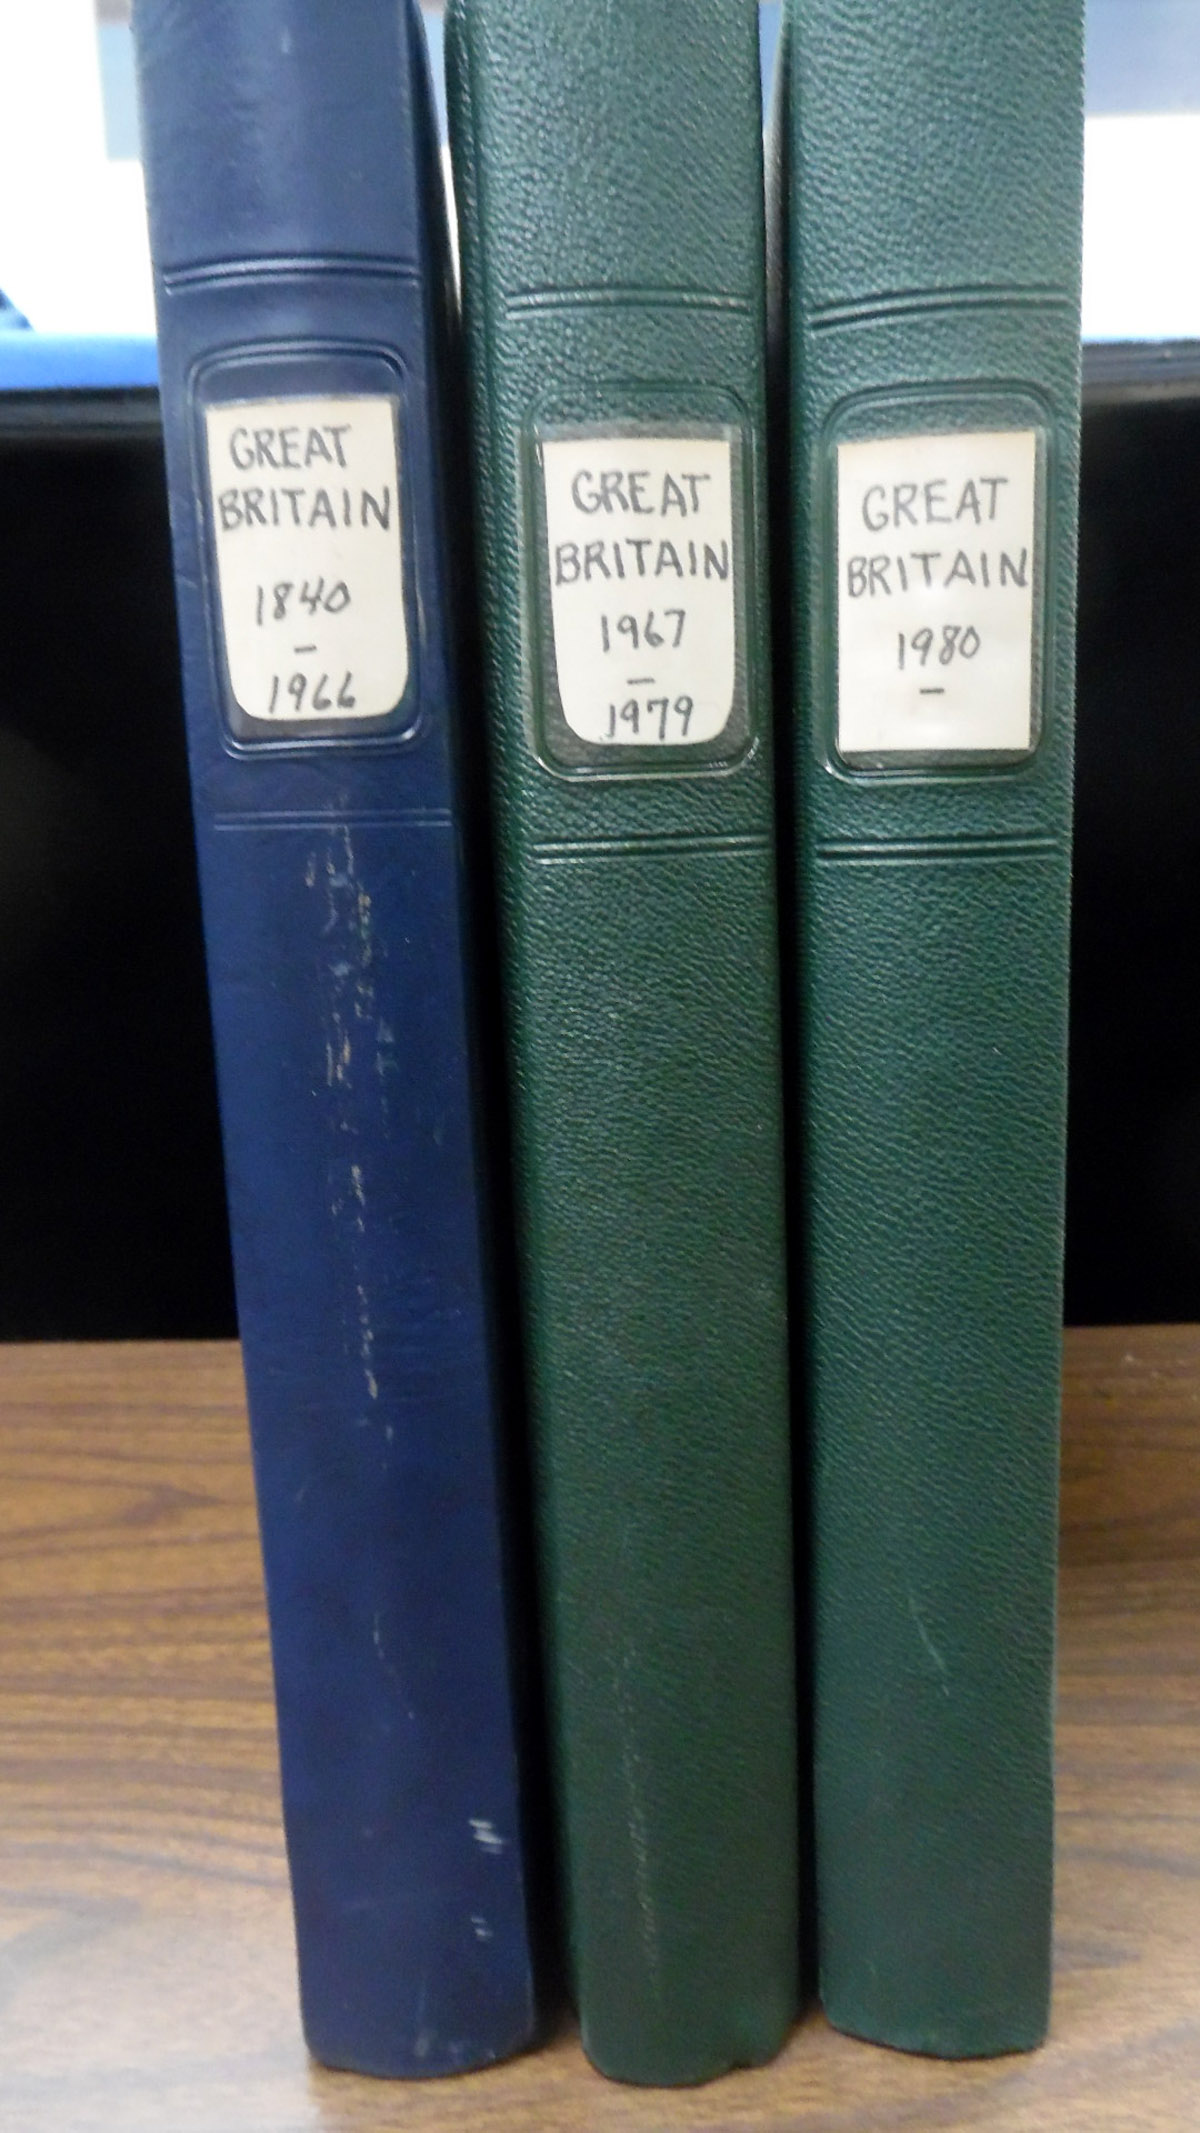 GREAT
BRITAIN
1840
–
1966
GREAT
BRITAIN
1967
–
1979
GREAT
BRITAIN
1980
–